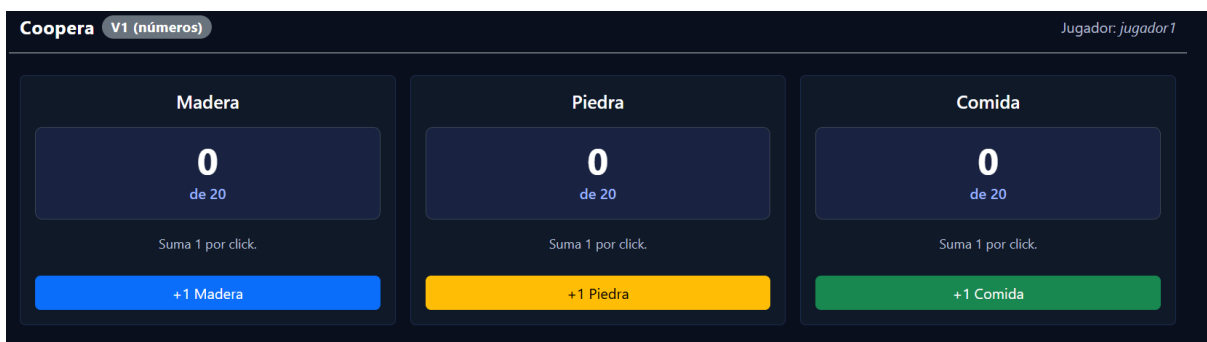 Coopera V1 (números) Jugador: jugador1
Madera
0
de 20
Suma 1 por click.
+1 Madera
Piedra
0
de 20
Suma 1 por click.
+1 Piedra
Comida
0
de 20
Suma 1 por click.
+1 Comida